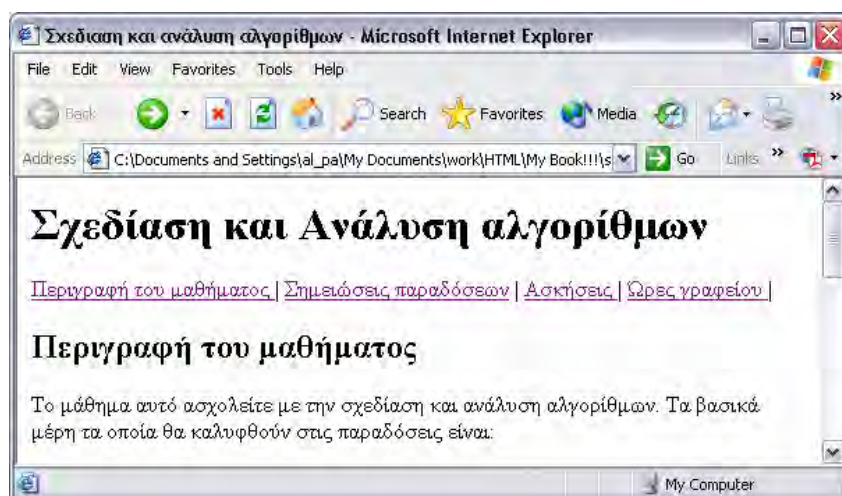 Σχεδιαση και ανάλυση αλγορίθμων - Microsoft Internet Explorer
File Edit View Favorites Tools Help
Back Search Favorites Media »
Address C:\Documents and Settings\al_pa\My Documents\work\HTML\My Book!!!\s Go Links »
Σχεδίαση και Ανάλυση αλγορίθμων
Περιγραφή του μαθήματος | Σημειώσεις παραδόσεων | Ασκήσεις | Ώρες γραφείου |
Περιγραφή του μαθήματος
Το μάθημα αυτό ασχολείτε με την σχεδίαση και ανάλυση αλγορίθμων. Τα βασικά
μέρη τα οποία θα καλυφθούν στις παραδόσεις είναι:
My Computer